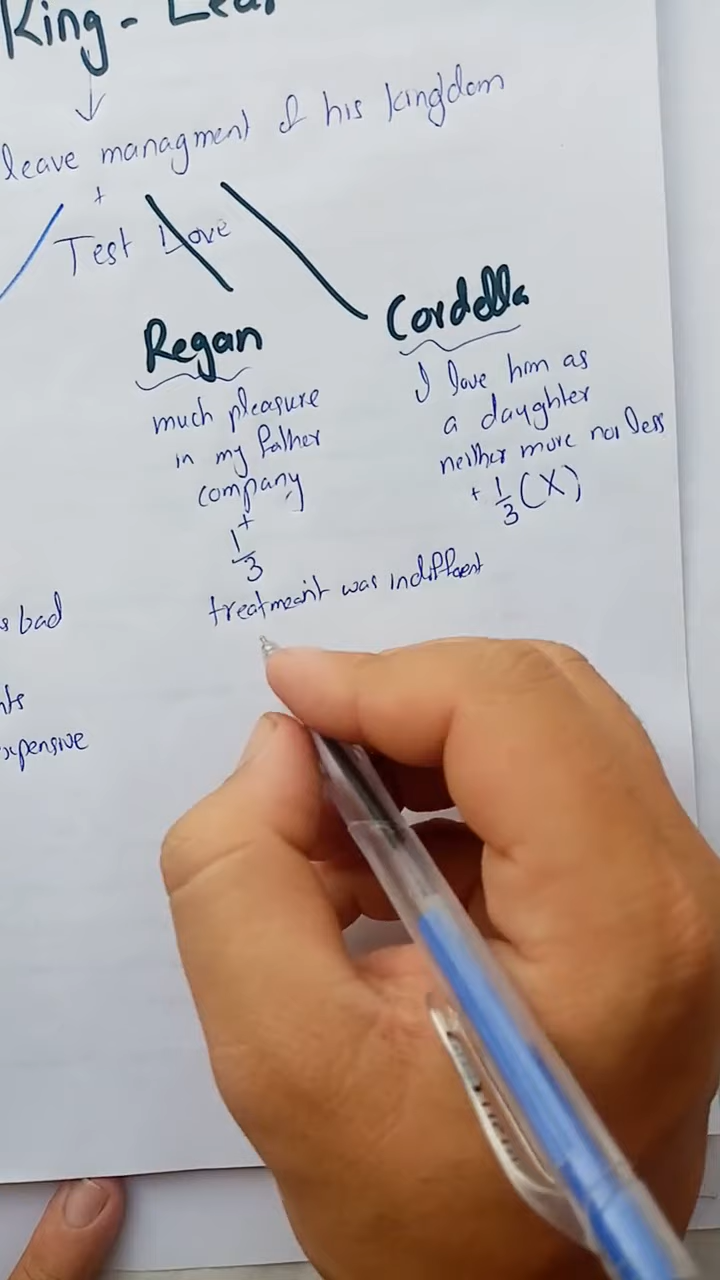 King - Lear
leave managment of his kingdom
+
Test Love
Regan
much pleasure
in my father
company
+
1/3
treatment was indiffrent
Cordella
I love him as
a daughter
neither more nor less
+ 1/3 (X)
bad
expensive